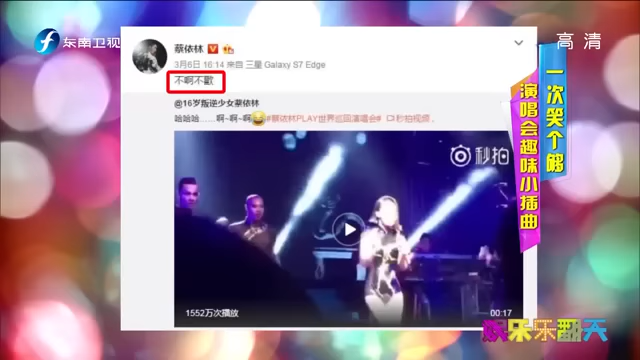 东南卫视
高清
蔡依林
3月6日 16:14 来自 三星 Galaxy S7 Edge
不啊不歡
@16岁叛逆少女蔡依林
哈哈哈……啊~啊~啊#蔡依林PLAY世界巡回演唱会# 秒拍视频 .
秒拍
1552万次播放
00:17
一次笑个够
演唱会趣味小插曲
娱乐乐翻天